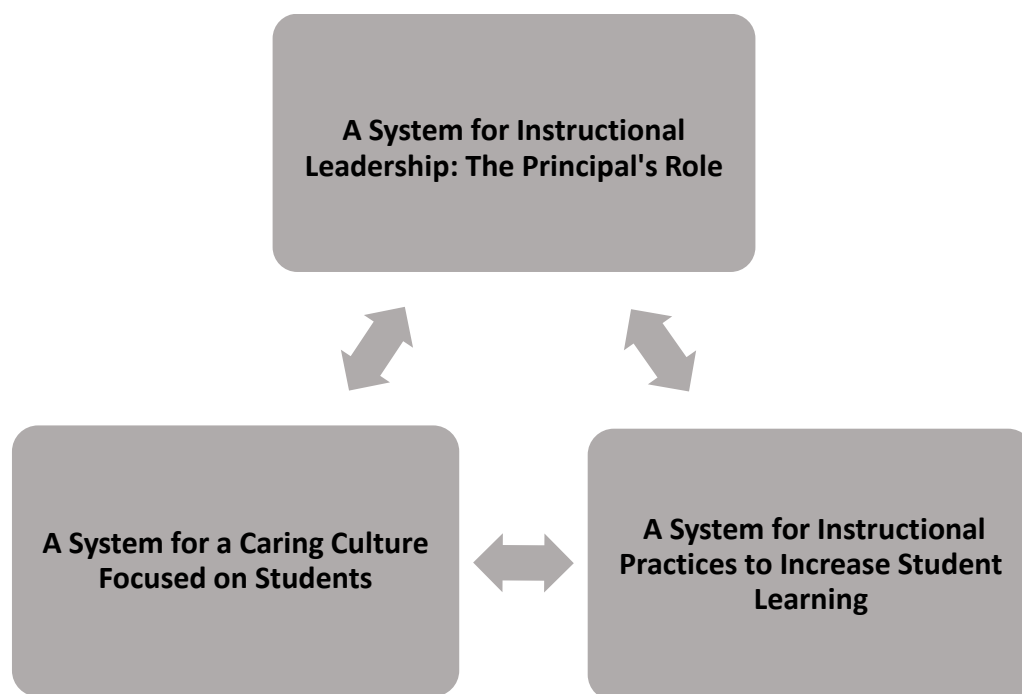 A System for Instructional
Leadership: The Principal's Role
A System for a Caring Culture
Focused on Students
A System for Instructional
Practices to Increase Student
Learning